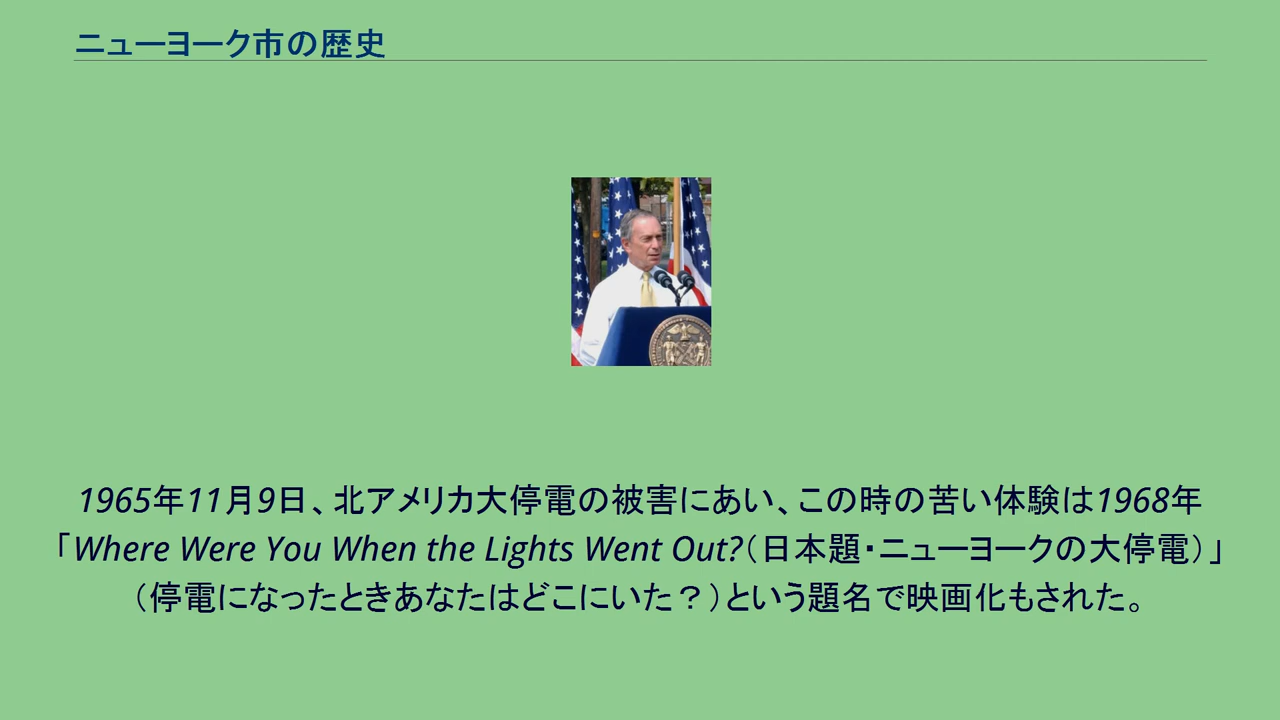 ニューヨーク市の歴史
1965年11月9日、北アメリカ大停電の被害にあい、この時の苦い体験は1968年
「Where Were You When the Lights Went Out?（日本題・ニューヨークの大停電）」
（停電になったときあなたはどこにいた？）という題名で映画化もされた。